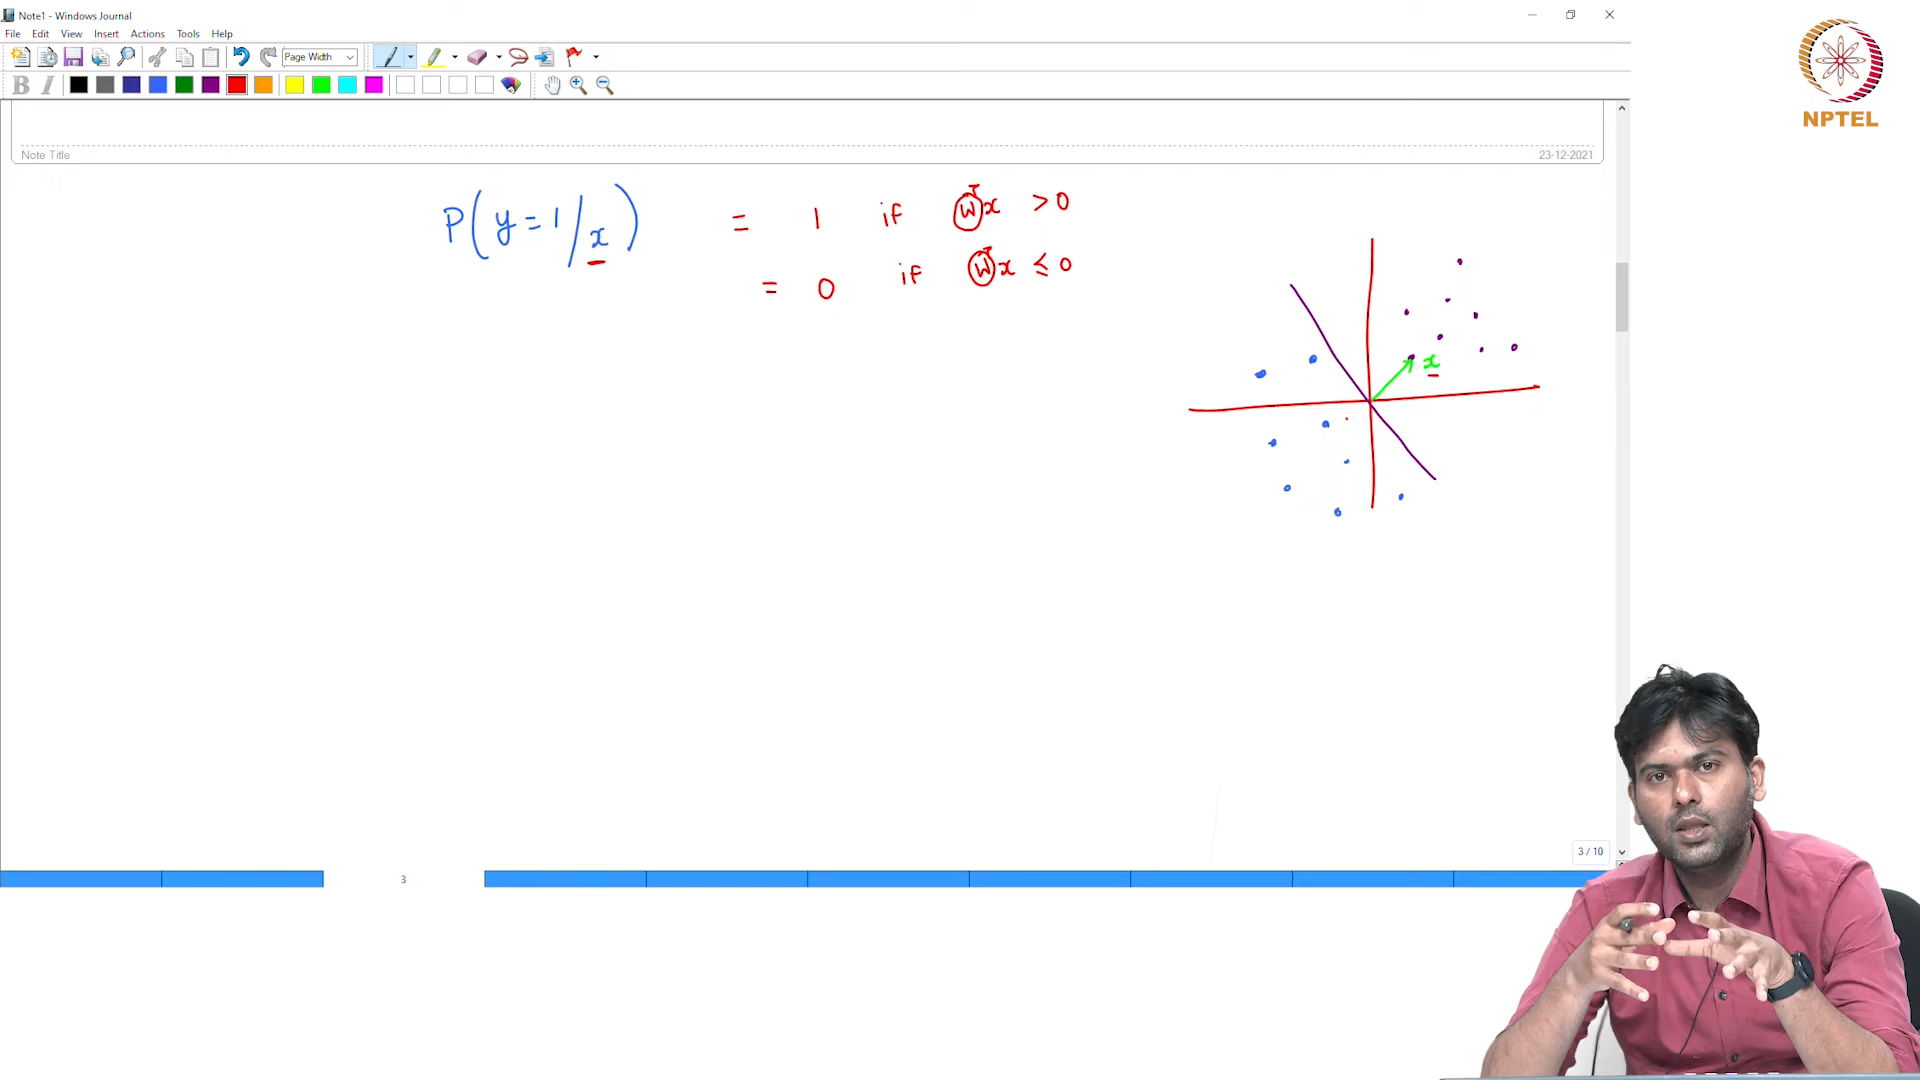 Note1 - Windows Journal
File Edit View Insert Actions Tools Help
Page Width
B I
NPTEL
Note Title
23-12-2021
P(y=1/x) = 1 if wᵀx >0
= 0 if wᵀx ≤0
x
3 / 10
3